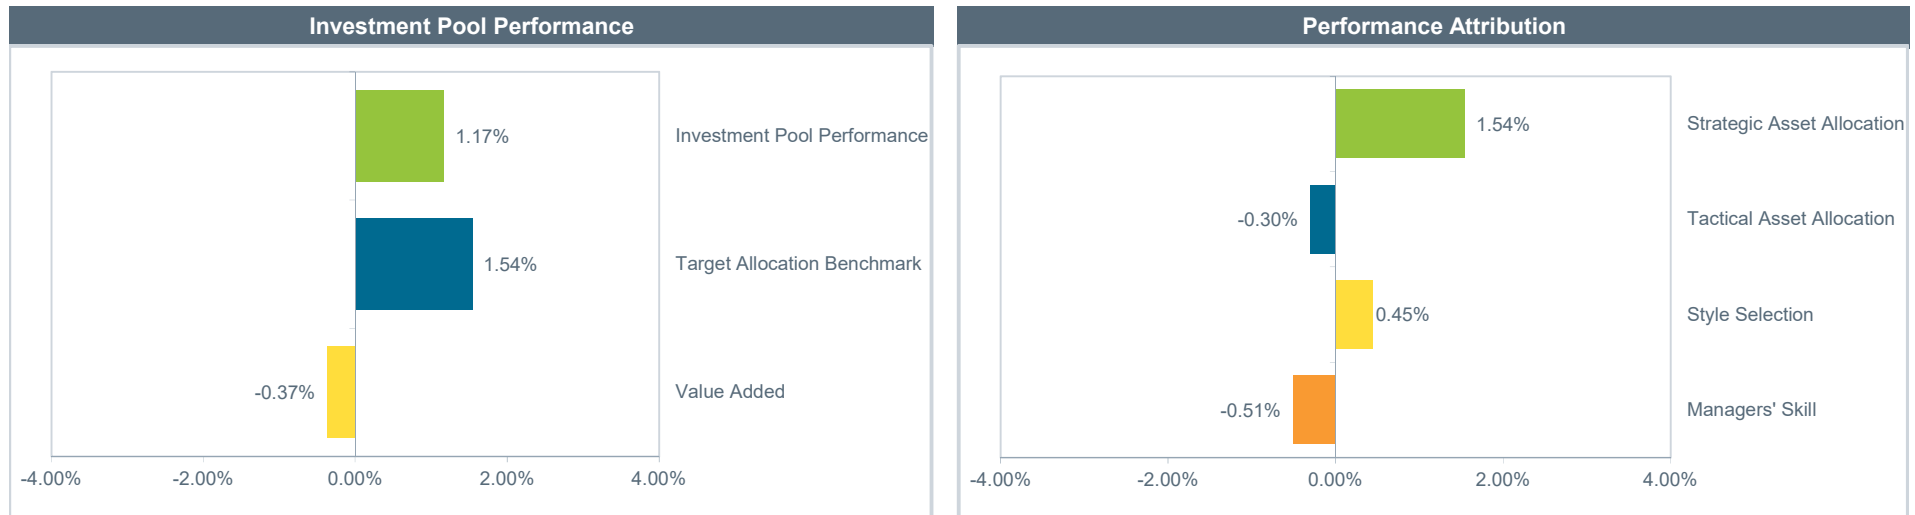 Investment Pool Performance
1.17%
Investment Pool Performance
1.54%
Target Allocation Benchmark
-0.37%
Value Added
-4.00%
-2.00%
0.00%
2.00%
4.00%
Performance Attribution
1.54%
Strategic Asset Allocation
-0.30%
Tactical Asset Allocation
0.45%
Style Selection
-0.51%
Managers' Skill
-4.00%
-2.00%
0.00%
2.00%
4.00%